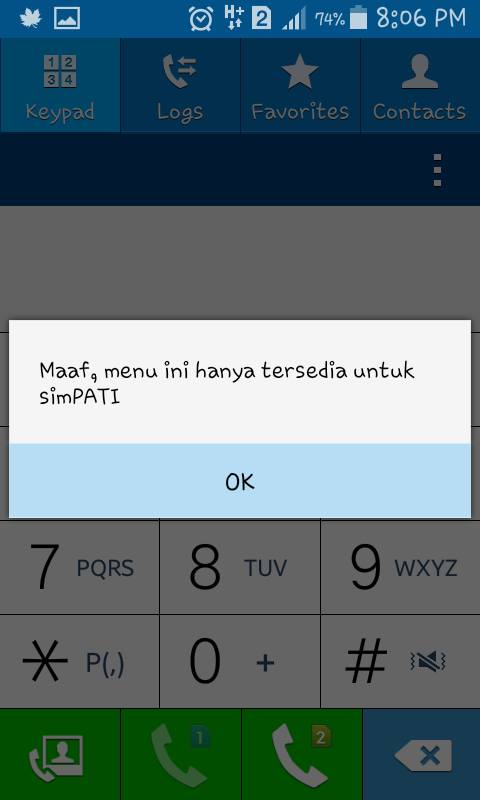 H+ 2 74% 8:06 PM
1 2
3 4
Keypad Logs Favorites Contacts
Maaf, menu ini hanya tersedia untuk
simPATI
OK
7 PQRS 8 TUV 9 WXYZ
* P(,) 0 + #
1 2